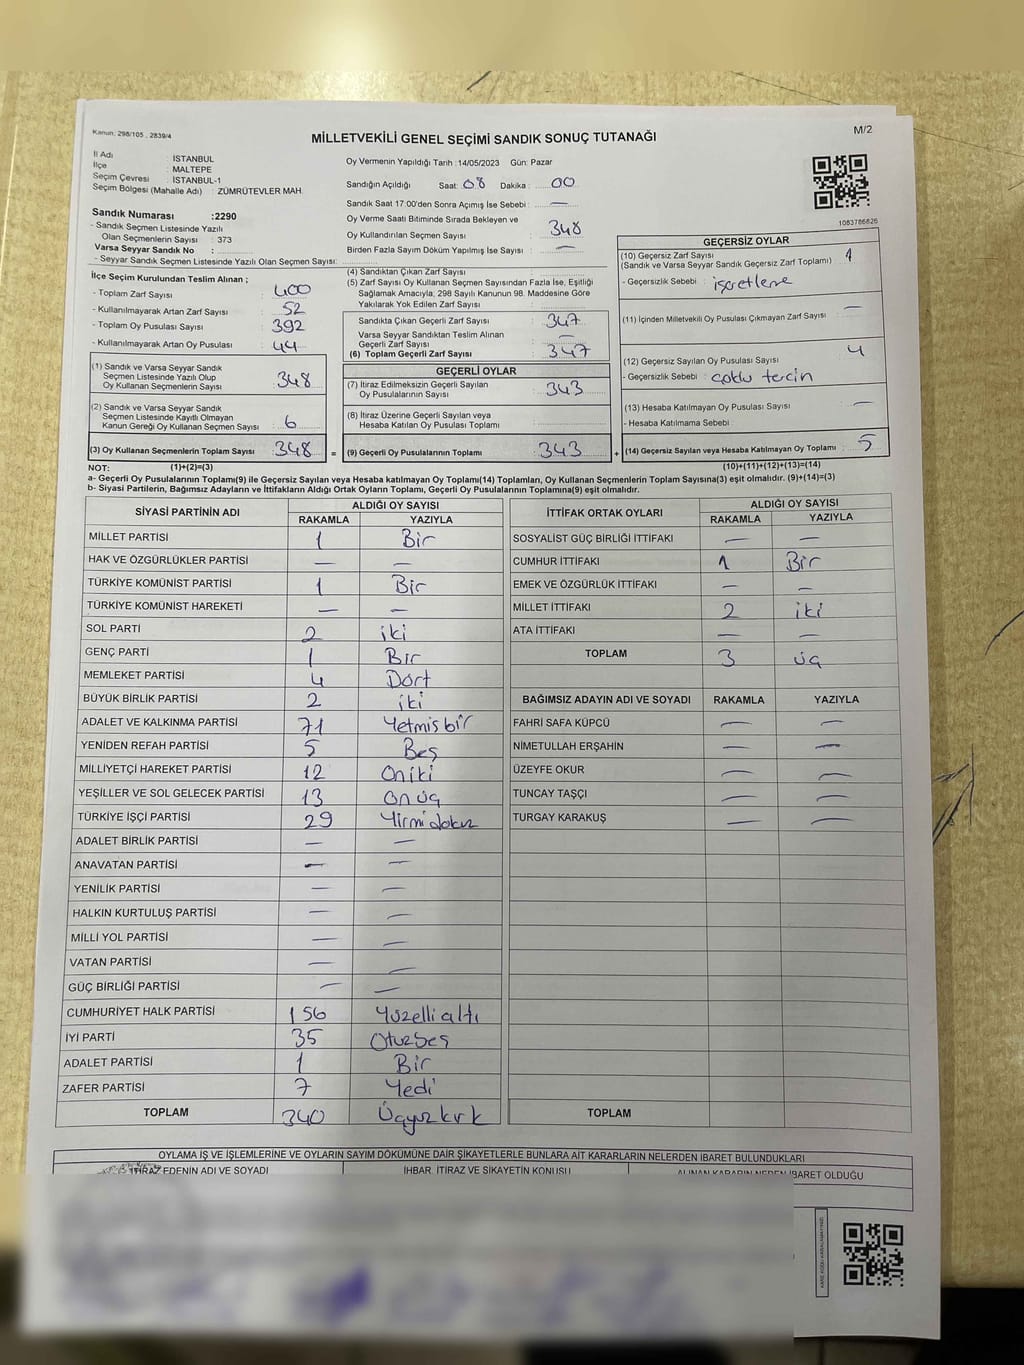 Kanun: 298/105 , 2839/4
M/2
MİLLETVEKİLİ GENEL SEÇİMİ SANDIK SONUÇ TUTANAĞI
İl Adı : İSTANBUL
İlçe : MALTEPE
Seçim Çevresi : İSTANBUL-1
Seçim Bölgesi (Mahalle Adı) : ZÜMRÜTEVLER MAH.
Sandık Numarası :2290
- Sandık Seçmen Listesinde Yazılı
Olan Seçmenlerin Sayısı : 373
Varsa Seyyar Sandık No :
- Seyyar Sandık Seçmen Listesinde Yazılı Olan Seçmen Sayısı:
Oy Vermenin Yapıldığı Tarih :14/05/2023 Gün: Pazar
Sandığın Açıldığı Saat: 08 Dakika : 00
Sandık Saat 17:00'den Sonra Açımış İse Sebebi : —
Oy Verme Saati Bitiminde Sırada Bekleyen ve
Oy Kullandırılan Seçmen Sayısı : 348
Birden Fazla Sayım Döküm Yapılmış İse Sayısı : —
1083786826
İlçe Seçim Kurulundan Teslim Alınan ;
- Toplam Zarf Sayısı : 400
- Kullanılmayarak Artan Zarf Sayısı : 52
- Toplam Oy Pusulası Sayısı : 392
- Kullanılmayarak Artan Oy Pusulası : 44
(1) Sandık ve Varsa Seyyar Sandık
Seçmen Listesinde Yazılı Olup
Oy Kullanan Seçmenlerin Sayısı : 348
(2) Sandık ve Varsa Seyyar Sandık
Seçmen Listesinde Kayıtlı Olmayan
Kanun Gereği Oy Kullanan Seçmen Sayısı : 6
(3) Oy Kullanan Seçmenlerin Toplam Sayısı : 348
(4) Sandıktan Çıkan Zarf Sayısı :
(5) Zarf Sayısı Oy Kullanan Seçmen Sayısından Fazla İse, Eşitliği
Sağlamak Amacıyla, 298 Sayılı Kanunun 98. Maddesine Göre
Yakılarak Yok Edilen Zarf Sayısı :
Sandıkta Çıkan Geçerli Zarf Sayısı : 347
Varsa Seyyar Sandıktan Teslim Alınan
Geçerli Zarf Sayısı : —
(6) Toplam Geçerli Zarf Sayısı : 347
GEÇERLİ OYLAR
(7) İtiraz Edilmeksizin Geçerli Sayılan
Oy Pusulalarının Sayısı : 343
(8) İtiraz Üzerine Geçerli Sayılan veya
Hesaba Katılan Oy Pusulası Toplamı :
= (9) Geçerli Oy Pusulalarının Toplamı : 343
GEÇERSİZ OYLAR
(10) Geçersiz Zarf Sayısı : 1
(Sandık ve Varsa Seyyar Sandık Geçersiz Zarf Toplamı)
- Geçersizlik Sebebi : işaretleme
(11) İçinden Milletvekili Oy Pusulası Çıkmayan Zarf Sayısı : —
(12) Geçersiz Sayılan Oy Pusulası Sayısı : 4
- Geçersizlik Sebebi : çoklu tercin
(13) Hesaba Katılmayan Oy Pusulası Sayısı : —
- Hesaba Katılmama Sebebi
+ (14) Geçersiz Sayılan veya Hesaba Katılmayan Oy Toplamı : 5
NOT: (1)+(2)=(3) (10)+(11)+(12)+(13)=(14)
a- Geçerli Oy Pusulalarının Toplamı(9) ile Geçersiz Sayılan veya Hesaba Katılmayan Oy Toplamı(14) Toplamları, Oy Kullanan Seçmenlerin Toplam Sayısına(3) eşit olmalıdır. (9)+(14)=(3)
b- Siyasi Partilerin, Bağımsız Adayların ve İttifakların Aldığı Ortak Oyların Toplamı, Geçerli Oy Pusulalarının Toplamına(9) eşit olmalıdır.
SİYASİ PARTİNİN ADI ALDIĞI OY SAYISI
RAKAMLA YAZIYLA
MİLLET PARTİSİ 1 Bir
HAK VE ÖZGÜRLÜKLER PARTİSİ — —
TÜRKİYE KOMÜNİST PARTİSİ 1 Bir
TÜRKİYE KOMÜNİST HAREKETİ — —
SOL PARTİ 2 iki
GENÇ PARTİ 1 Bir
MEMLEKET PARTİSİ 4 Dört
BÜYÜK BİRLİK PARTİSİ 2 iki
ADALET VE KALKINMA PARTİSİ 71 Yetmişbir
YENİDEN REFAH PARTİSİ 5 Beş
MİLLİYETÇİ HAREKET PARTİSİ 12 Oniki
YEŞİLLER VE SOL GELECEK PARTİSİ 13 Onüç
TÜRKİYE İŞÇİ PARTİSİ 29 Yirmidokuz
ADALET BİRLİK PARTİSİ — —
ANAVATAN PARTİSİ — —
YENİLİK PARTİSİ — —
HALKIN KURTULUŞ PARTİSİ — —
MİLLİ YOL PARTİSİ — —
VATAN PARTİSİ — —
GÜÇ BİRLİĞİ PARTİSİ — —
CUMHURİYET HALK PARTİSİ 156 Yüzellialtı
İYİ PARTİ 35 Otuzbeş
ADALET PARTİSİ 1 Bir
ZAFER PARTİSİ 7 Yedi
TOPLAM 340 Üçyüzkırk
İTTİFAK ORTAK OYLARI ALDIĞI OY SAYISI
RAKAMLA YAZIYLA
SOSYALİST GÜÇ BİRLİĞİ İTTİFAKI — —
CUMHUR İTTİFAKI 1 Bir
EMEK VE ÖZGÜRLÜK İTTİFAKI — —
MİLLET İTTİFAKI 2 iki
ATA İTTİFAKI — —
TOPLAM 3 üç
BAĞIMSIZ ADAYIN ADI VE SOYADI RAKAMLA YAZIYLA
FAHRİ SAFA KÜPCÜ — —
NİMETULLAH ERŞAHİN — —
ÜZEYFE OKUR — —
TUNCAY TAŞÇI — —
TURGAY KARAKUŞ — —
TOPLAM
OYLAMA İŞ VE İŞLEMLERİNE VE OYLARIN SAYIM DÖKÜMÜNE DAİR ŞİKAYETLERLE BUNLARA AİT KARARLARIN NELERDEN İBARET BULUNDUKLARI
İTİRAZ EDENİN ADI VE SOYADI İHBAR, İTİRAZ VE ŞİKAYETİN KONUSU ALINAN KARARIN NEDEN İBARET OLDUĞU